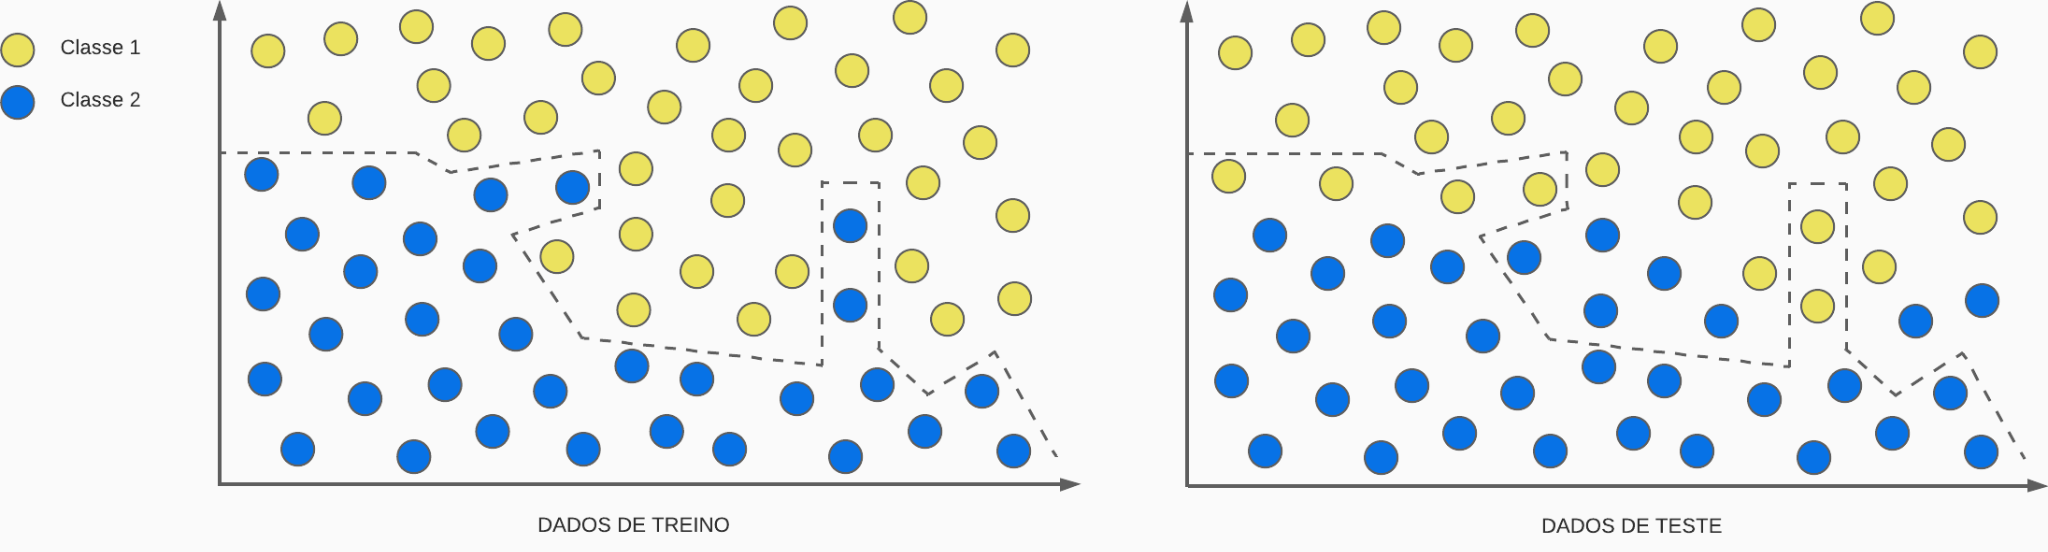 Classe 1
Classe 2
DADOS DE TREINO
DADOS DE TESTE